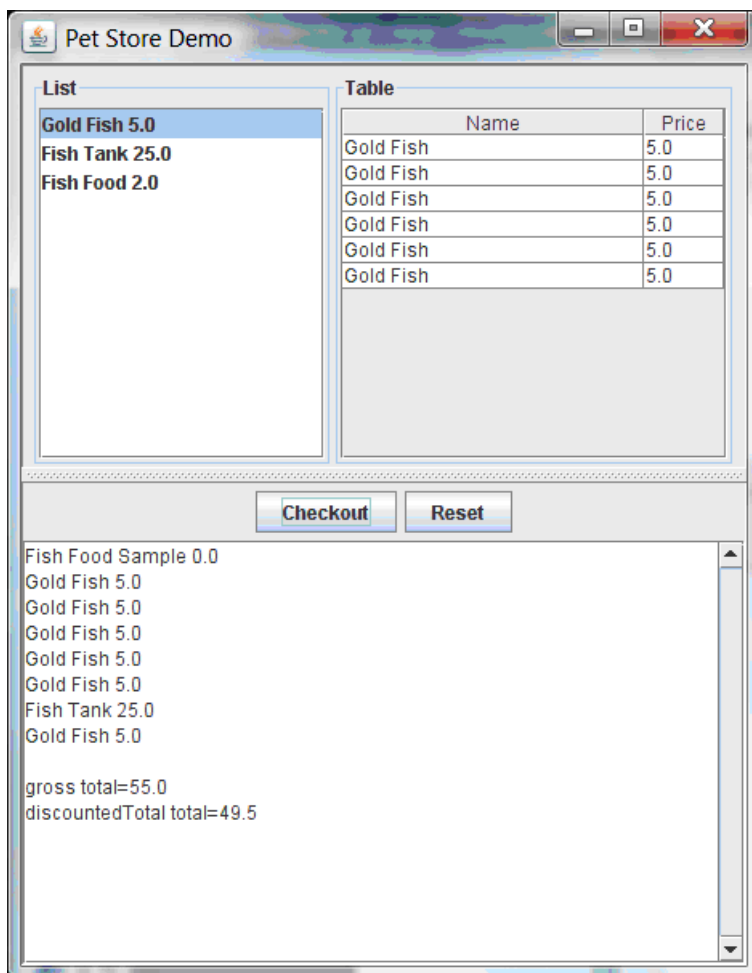 Pet Store Demo
List
Gold Fish 5.0
Fish Tank 25.0
Fish Food 2.0
Table
Name Price
Gold Fish 5.0
Gold Fish 5.0
Gold Fish 5.0
Gold Fish 5.0
Gold Fish 5.0
Gold Fish 5.0
Checkout Reset
Fish Food Sample 0.0
Gold Fish 5.0
Gold Fish 5.0
Gold Fish 5.0
Gold Fish 5.0
Gold Fish 5.0
Fish Tank 25.0
Gold Fish 5.0
gross total=55.0
discountedTotal total=49.5